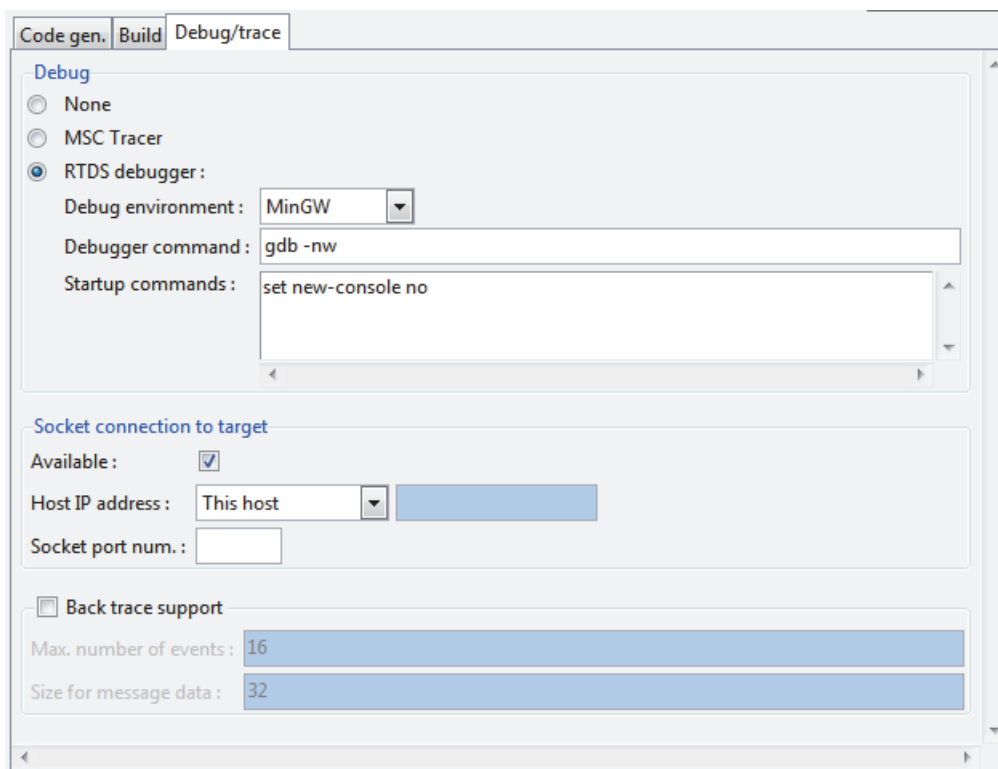 Code gen. Build Debug/trace
Debug
None
MSC Tracer
RTDS debugger :
Debug environment : MinGW
Debugger command : gdb -nw
Startup commands : set new-console no
Socket connection to target
Available :
Host IP address : This host
Socket port num. :
Back trace support
Max. number of events : 16
Size for message data : 32